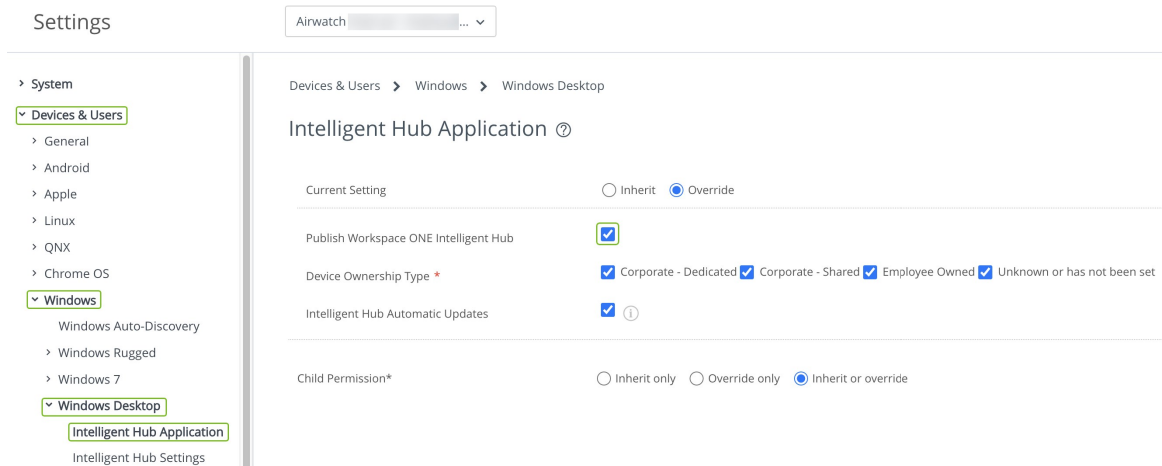 Settings
Airwatch ...
System
Devices & Users
General
Android
Apple
Linux
QNX
Chrome OS
Windows
Windows Auto-Discovery
Windows Rugged
Windows 7
Windows Desktop
Intelligent Hub Application
Intelligent Hub Settings
Devices & Users > Windows > Windows Desktop
Intelligent Hub Application
Current Setting Inherit Override
Publish Workspace ONE Intelligent Hub
Device Ownership Type * Corporate - Dedicated Corporate - Shared Employee Owned Unknown or has not been set
Intelligent Hub Automatic Updates
Child Permission* Inherit only Override only Inherit or override